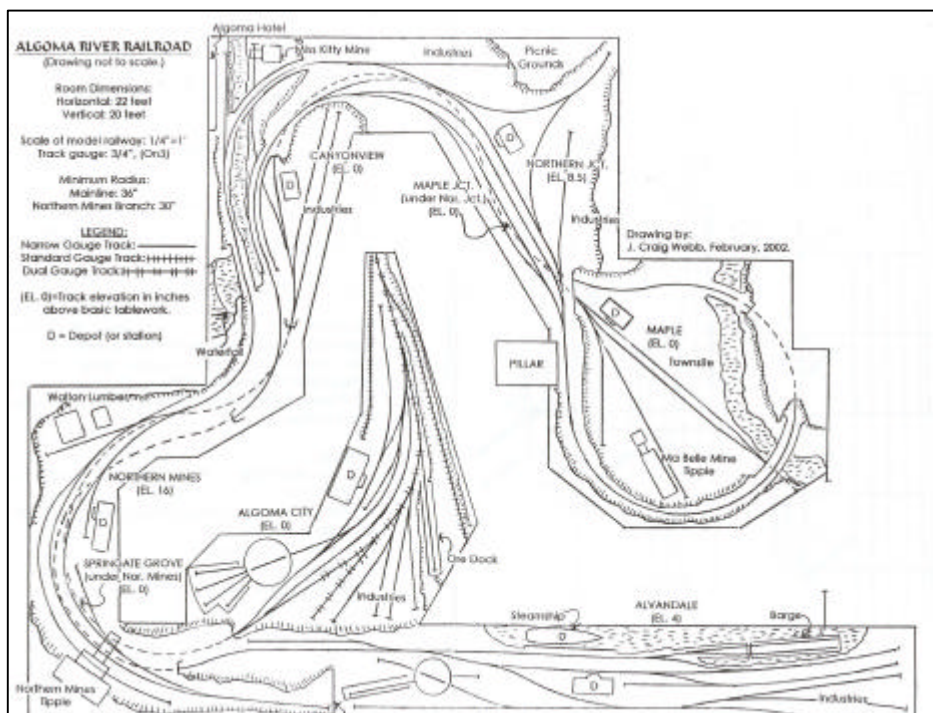 Algoma Hotel
ALGOMA RIVER RAILROAD
(Drawing not to scale.)
Room Dimensions:
Horizontal: 22 feet
Vertical: 20 feet
Scale of model railway: 1/4"=1'
Track gauge: 3/4", (On3)
Minimum Radius:
Mainline: 36"
Northern Mines Branch: 30"
LEGEND:
Narrow Gauge Track:
Standard Gauge Track:
Dual Gauge Track:
(EL. 0)=Track elevation in inches
above basic tablework.
D = Depot (or station)
Miss Kitty Mine
Industries
Picnic
Grounds
D
CANYONVIEW
(EL. 0)
D
Industries
MAPLE JCT.
(under Nor. Jct.)
(EL. 0)
NORTHERN JCT.
(EL. 8.5)
Industries
Drawing by:
J. Craig Webb, February, 2002.
Waterfall
PILLAR
D
MAPLE
(EL. 0)
Townsite
Ma Belle Mine
Tipple
Walton Lumber
NORTHERN MINES
(EL. 16)
D
SPRINGATE GROVE
(under Nor. Mines)
(EL. 0)
Northern Mines
Tipple
ALGOMA CITY
(EL. 0)
D
Industries
Ore Dock
Steamship
D
ALVANDALE
(EL. 4)
Barge
D
Industries